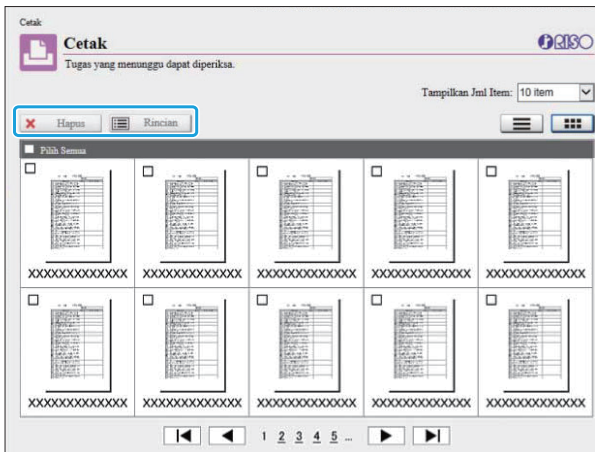 Cetak
Cetak
RISO
Tugas yang menunggu dapat diperiksa.
Tampilkan Jml Item: 10 item
Hapus Rincian
Pilih Semua
XXXXXXXXXXXXX XXXXXXXXXXXXX XXXXXXXXXXXXX XXXXXXXXXXXXX XXXXXXXXXXXXX
XXXXXXXXXXXXX XXXXXXXXXXXXX XXXXXXXXXXXXX XXXXXXXXXXXXX XXXXXXXXXXXXX
1 2 3 4 5 ...